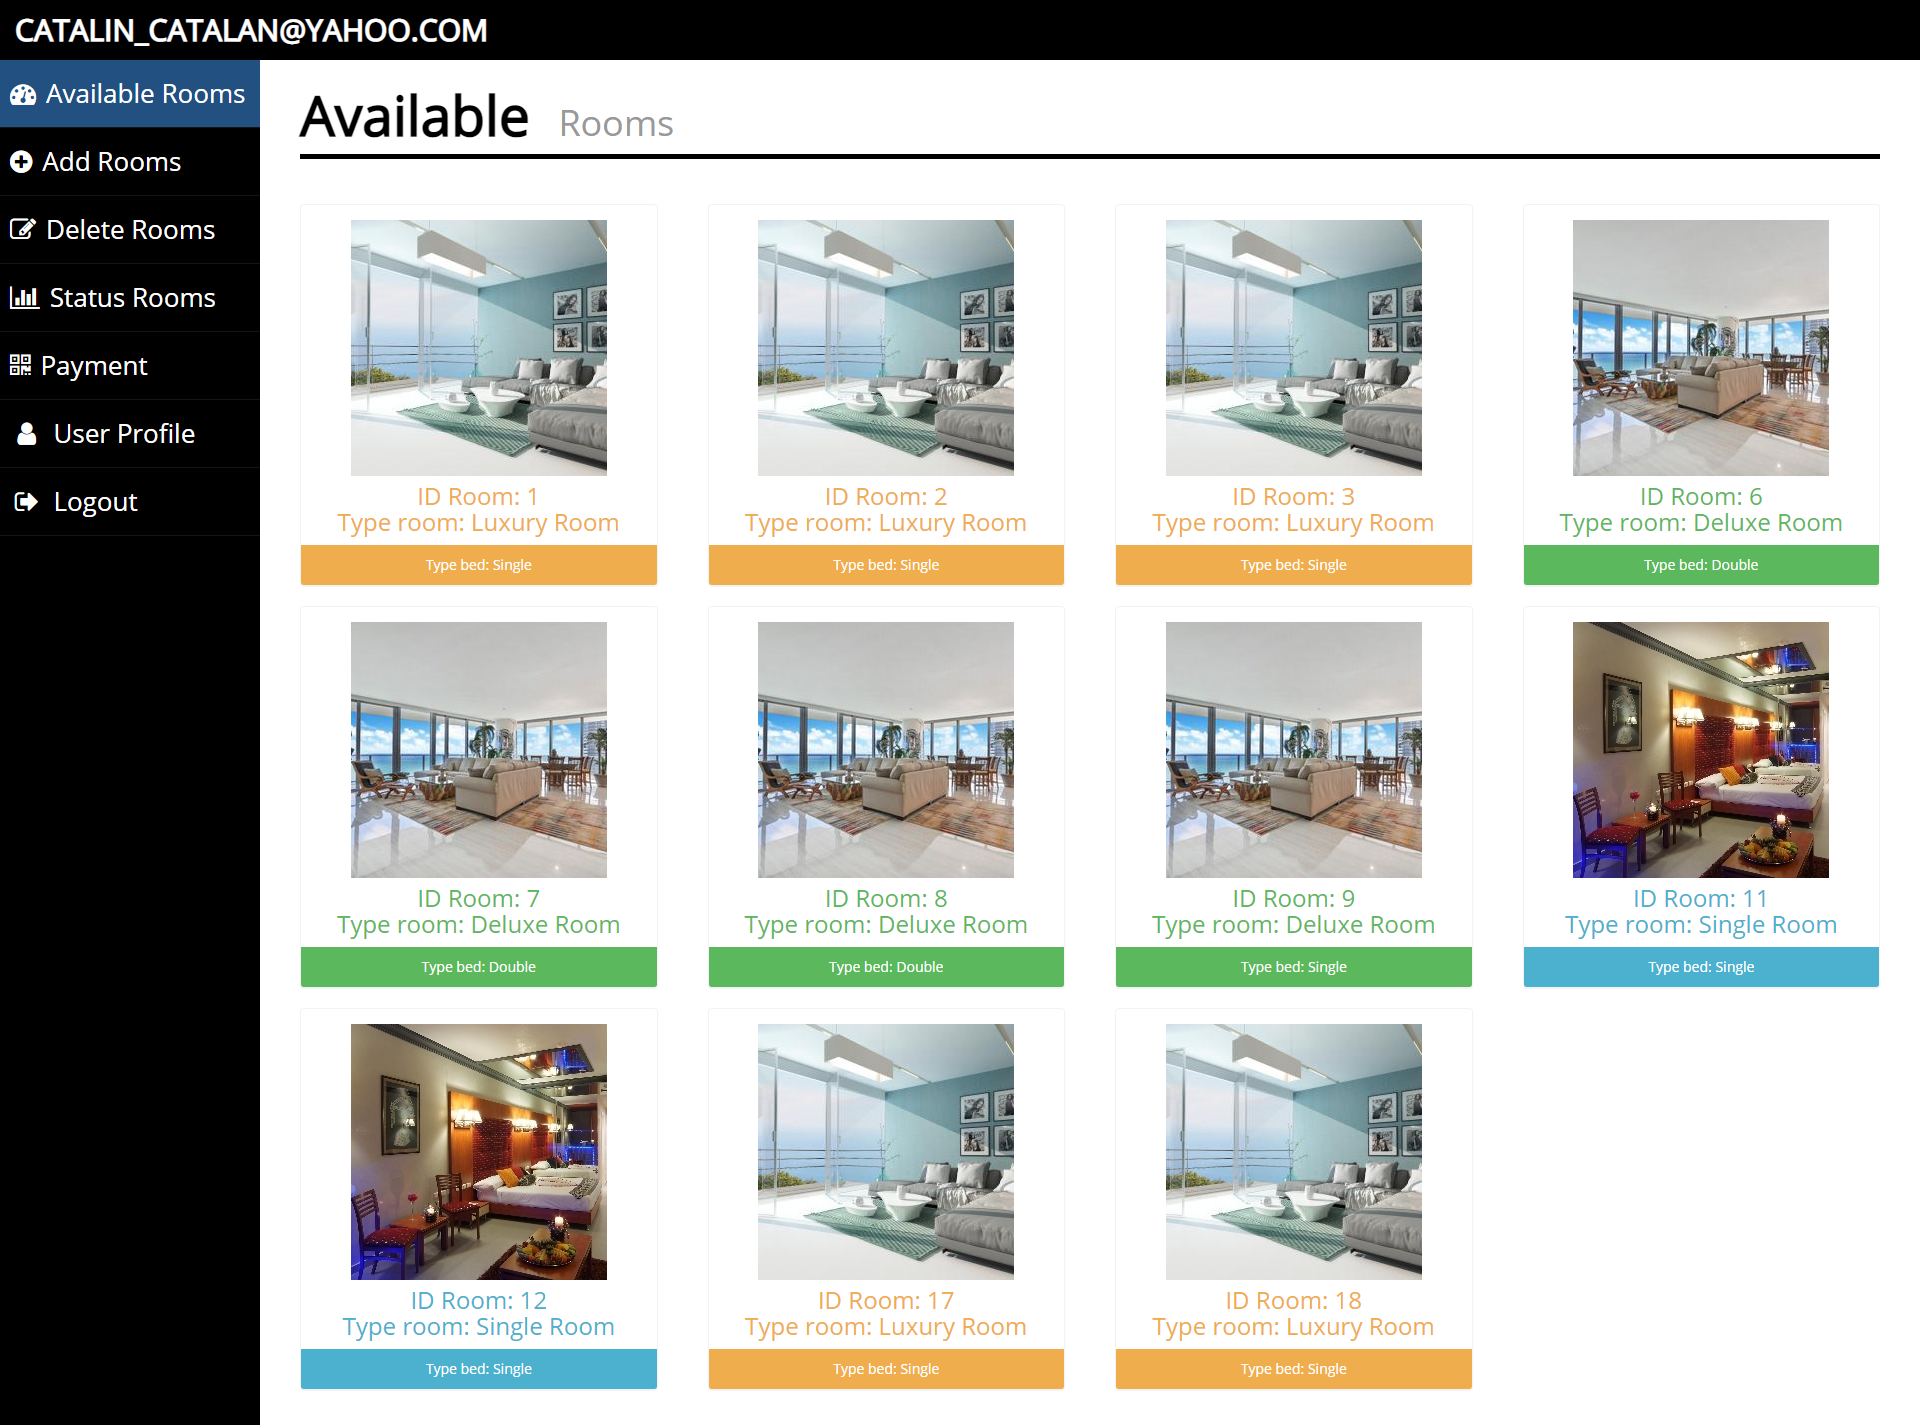 CATALIN_CATALAN@YAHOO.COM
Available Rooms
Add Rooms
Delete Rooms
Status Rooms
Payment
User Profile
Logout
Available Rooms
ID Room: 1
Type room: Luxury Room
Type bed: Single
ID Room: 2
Type room: Luxury Room
Type bed: Single
ID Room: 3
Type room: Luxury Room
Type bed: Single
ID Room: 6
Type room: Deluxe Room
Type bed: Double
ID Room: 7
Type room: Deluxe Room
Type bed: Double
ID Room: 8
Type room: Deluxe Room
Type bed: Double
ID Room: 9
Type room: Deluxe Room
Type bed: Single
ID Room: 11
Type room: Single Room
Type bed: Single
ID Room: 12
Type room: Single Room
Type bed: Single
ID Room: 17
Type room: Luxury Room
Type bed: Single
ID Room: 18
Type room: Luxury Room
Type bed: Single